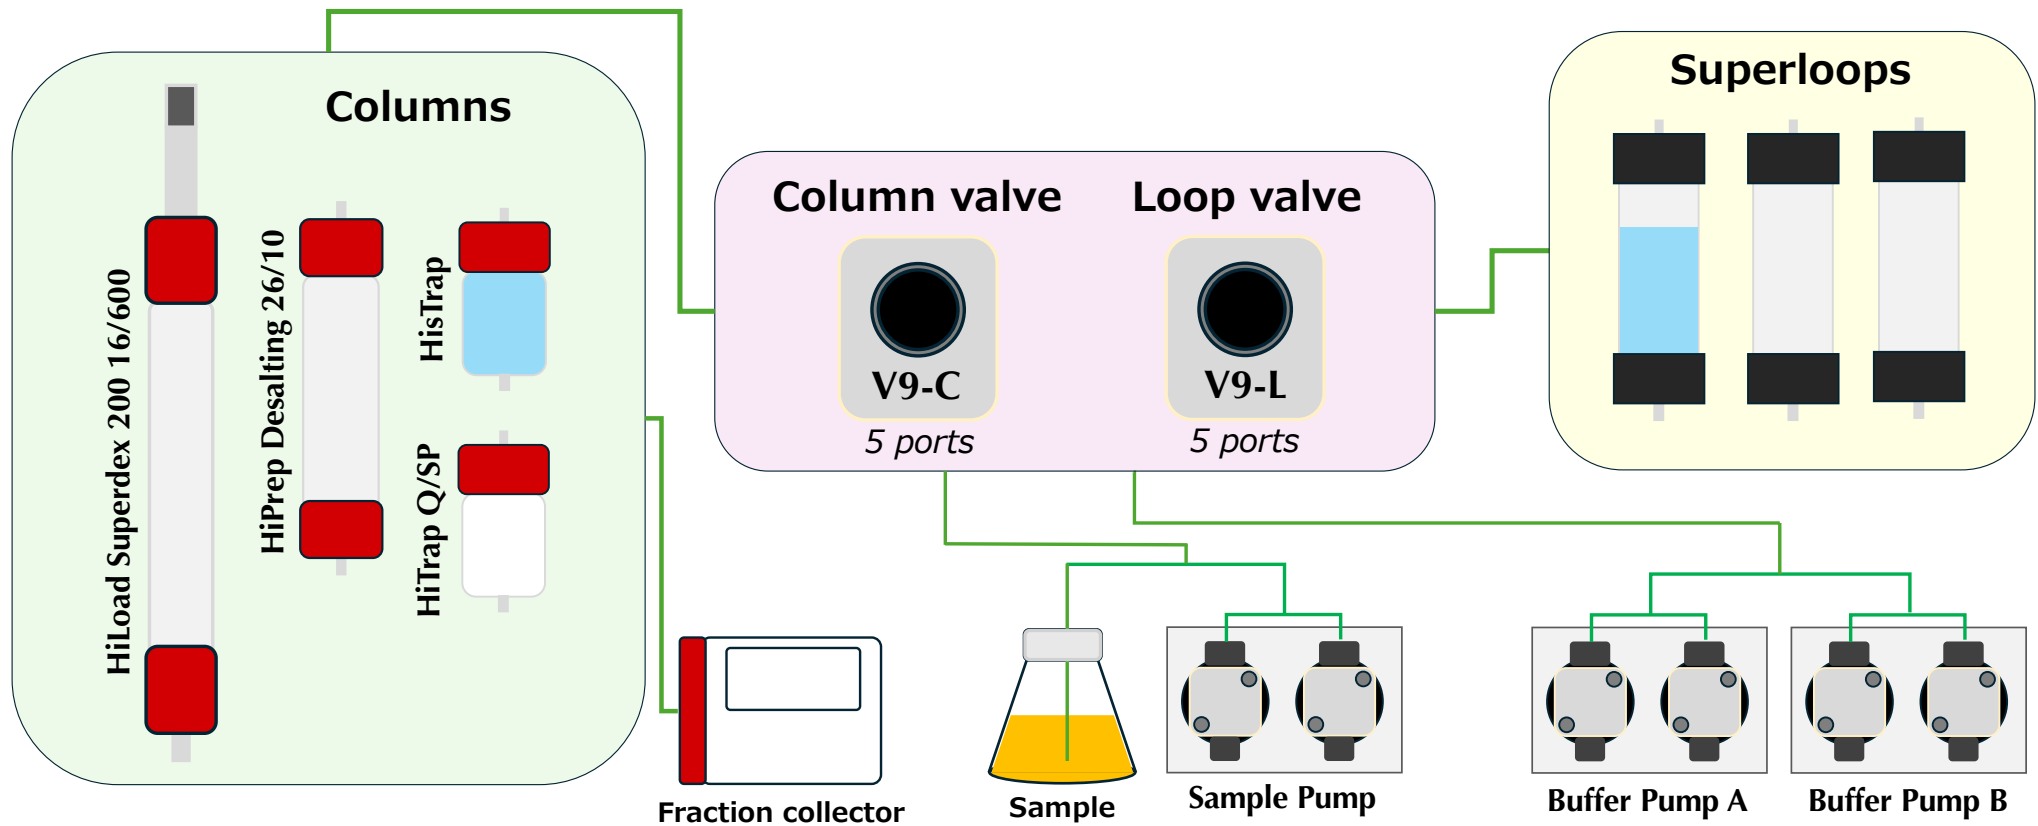 Columns
HiLoad Superdex 200 16/600
HiPrep Desalting 26/10
HisTrap
HiTrap Q/SP
Column valve
V9-C
5 ports
Loop valve
V9-L
5 ports
Superloops
Fraction collector
Sample
Sample Pump
Buffer Pump A
Buffer Pump B